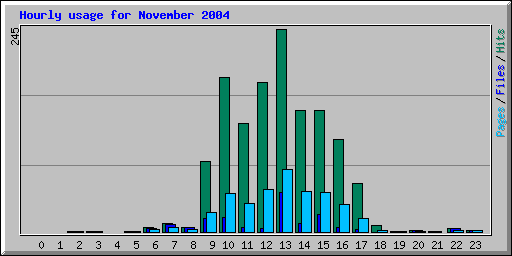 Hourly usage for November 2004
245
Pages / Files / Hits
0 1 2 3 4 5 6 7 8 9 10 11 12 13 14 15 16 17 18 19 20 21 22 23